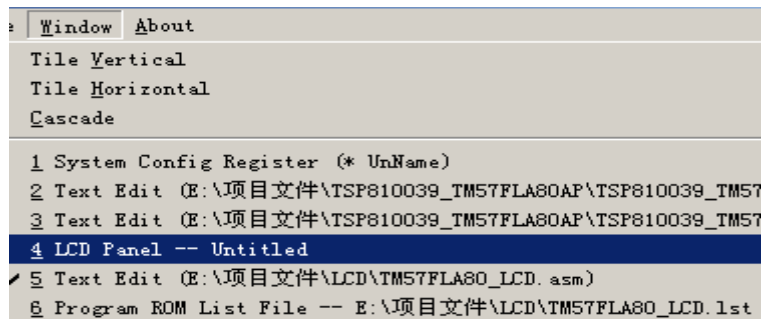 Window About
Tile Vertical
Tile Horizontal
Cascade
1 System Config Register (* UnName)
2 Text Edit (E:\项目文件\TSP810039_TM57FLA80AP\TSP810039_TM57
3 Text Edit (E:\项目文件\TSP810039_TM57FLA80AP\TSP810039_TM57
4 LCD Panel -- Untitled
5 Text Edit (E:\项目文件\LCD\TM57FLA80_LCD.asm)
6 Program ROM List File -- E:\项目文件\LCD\TM57FLA80_LCD.lst